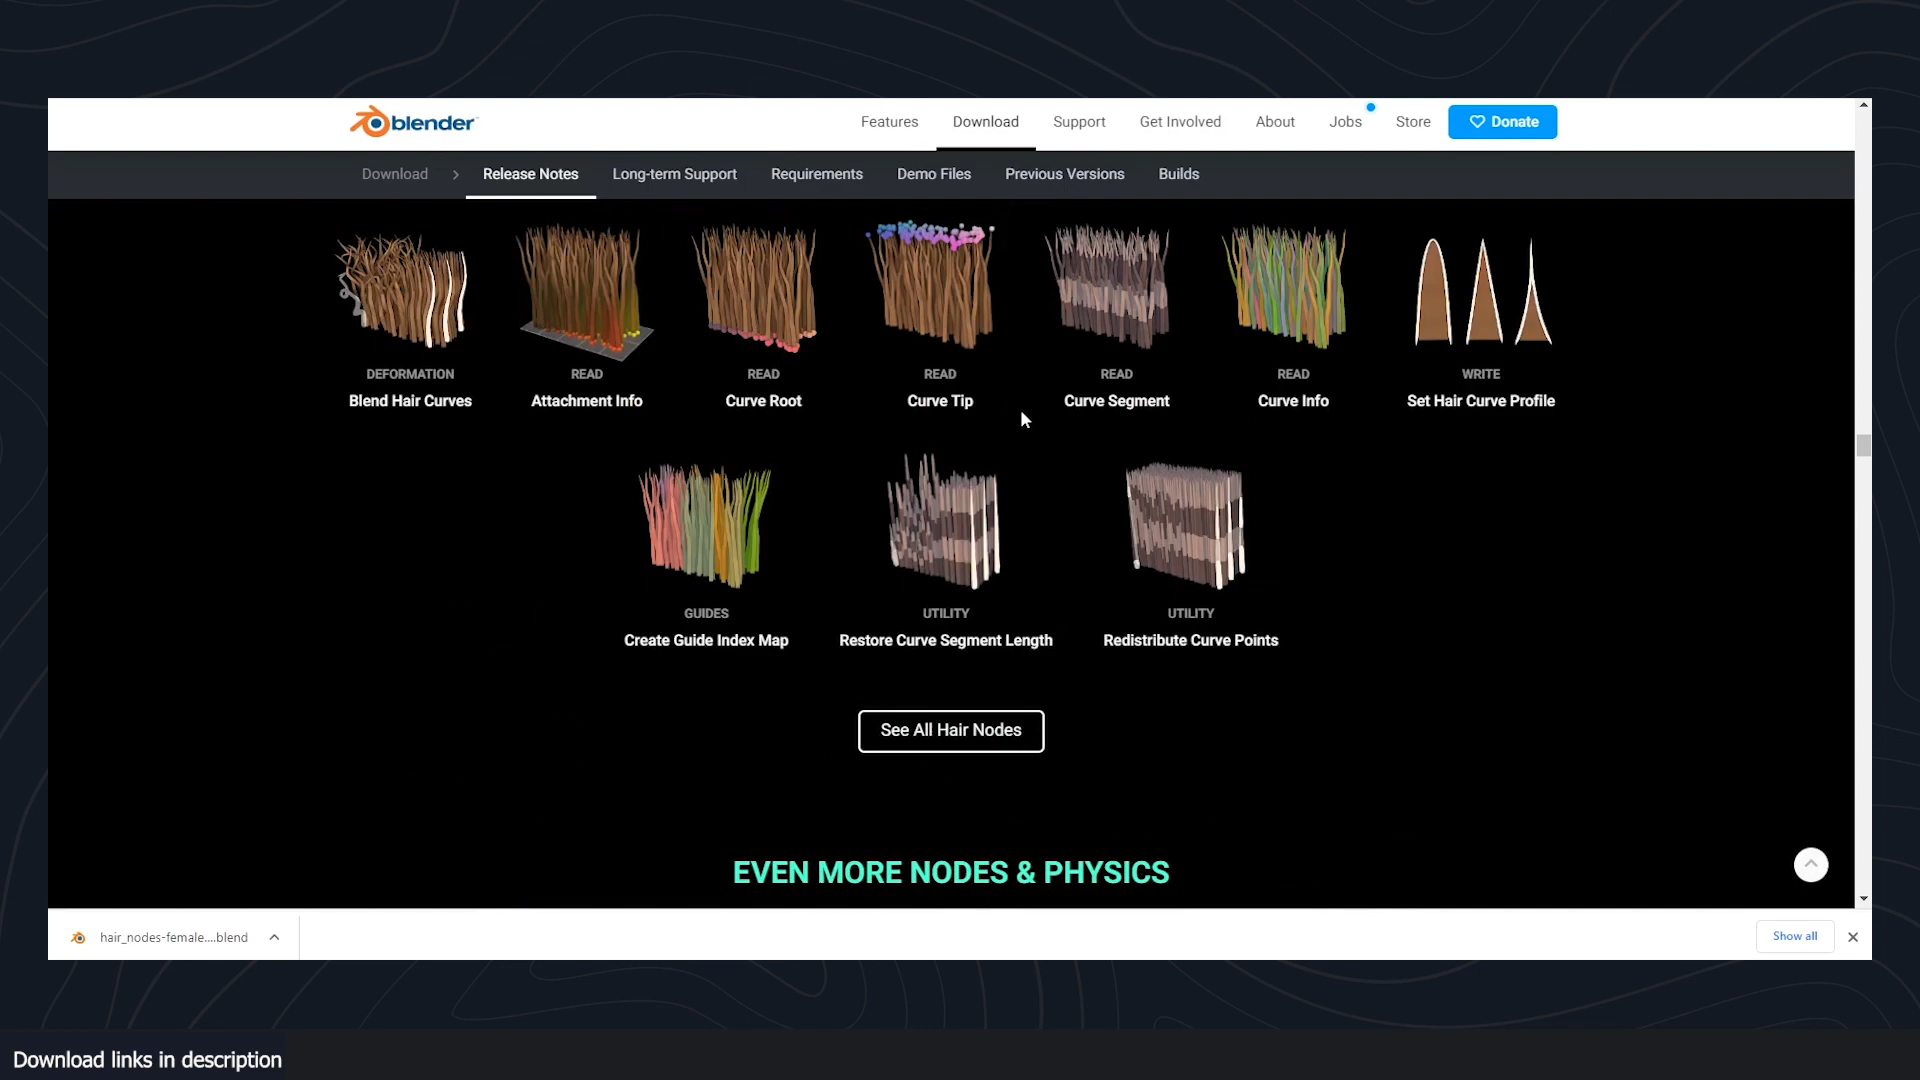 blender
Features Download Support Get Involved About Jobs Store Donate
Download > Release Notes Long-term Support Requirements Demo Files Previous Versions Builds
DEFORMATION READ READ READ READ READ WRITE
Blend Hair Curves Attachment Info Curve Root Curve Tip Curve Segment Curve Info Set Hair Curve Profile
GUIDES UTILITY UTILITY
Create Guide Index Map Restore Curve Segment Length Redistribute Curve Points
See All Hair Nodes
EVEN MORE NODES & PHYSICS
hair_nodes-female....blend Show all
Download links in description